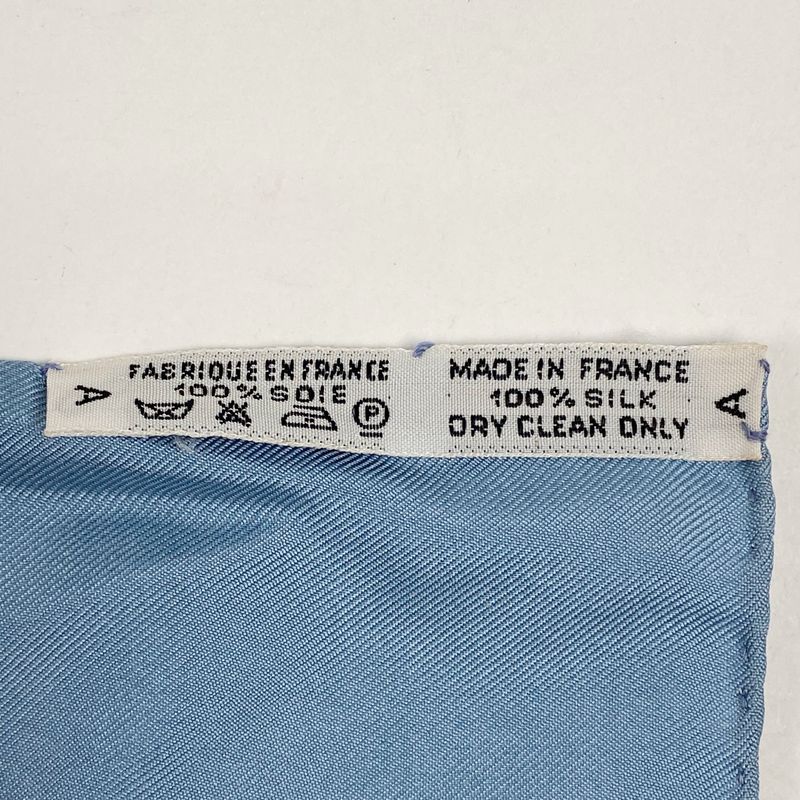 A
FABRIQUE EN FRANCE
100% SOIE
P
MADE IN FRANCE
100% SILK
DRY CLEAN ONLY
A